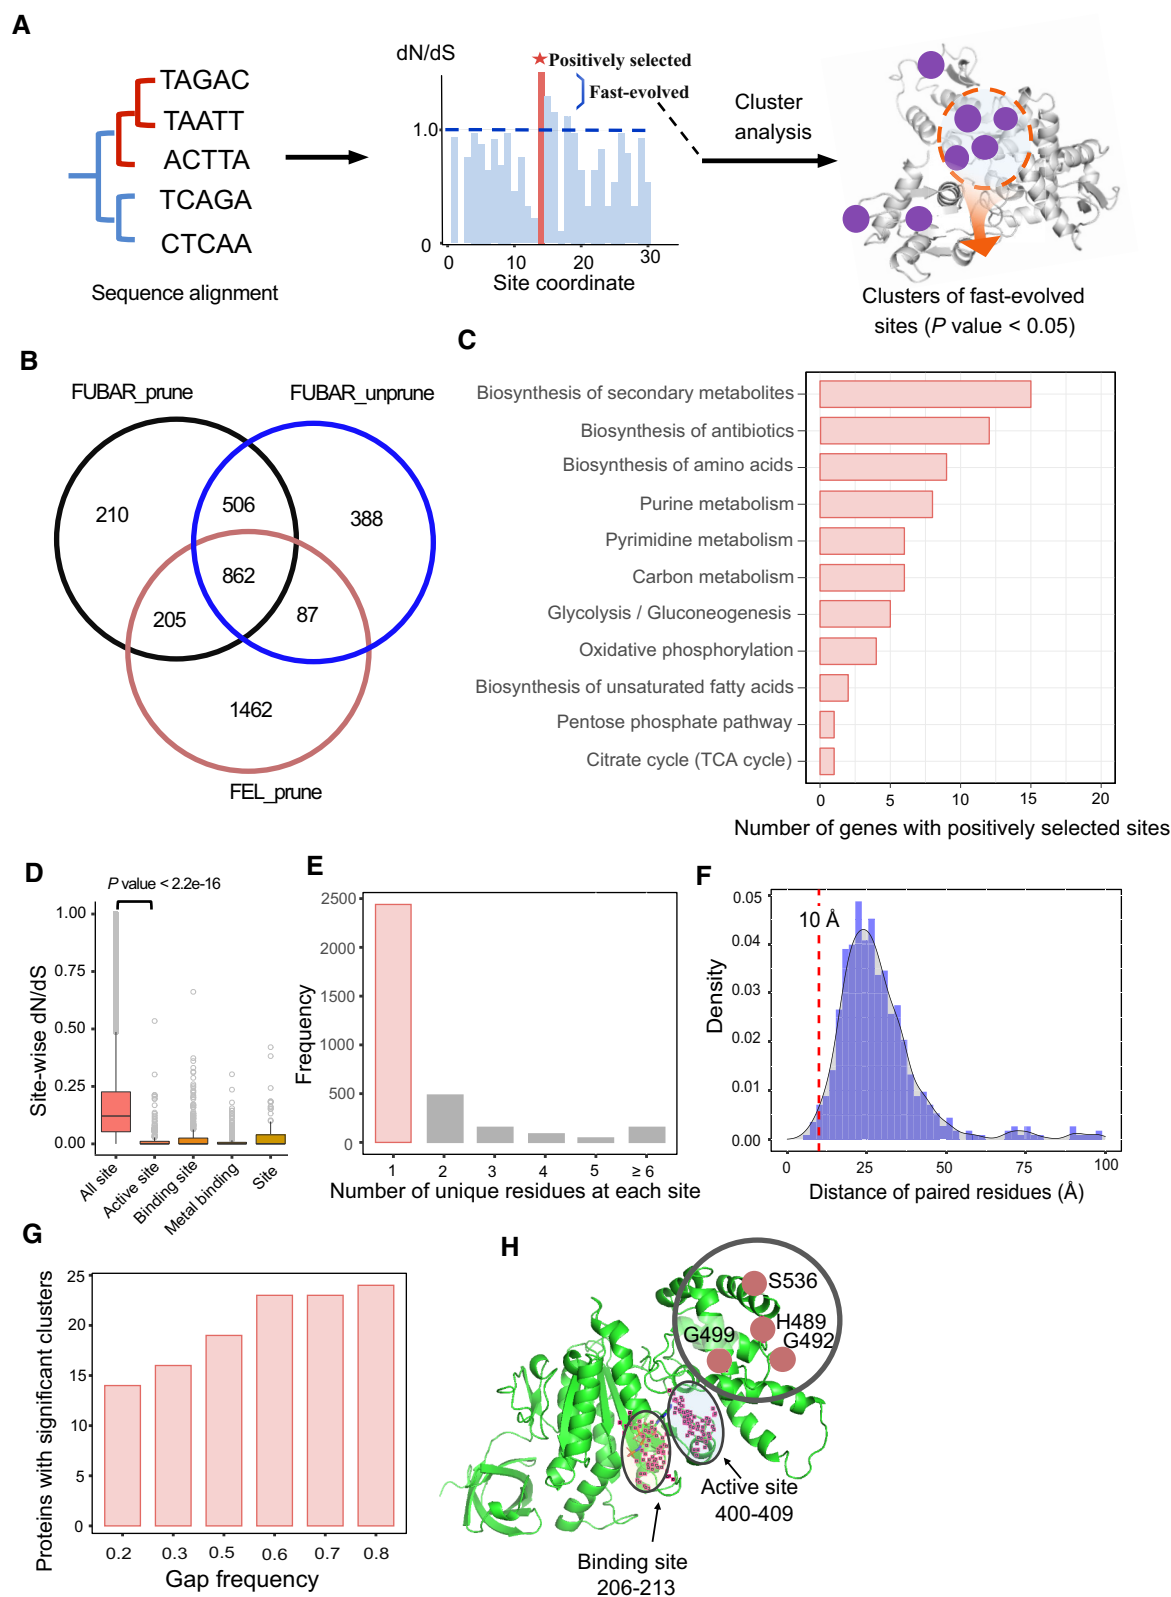 A
TAGAC
TAATT
ACTTA
TCAGA
CTCAA
Sequence alignment
dN/dS
★Positively selected
Fast-evolved
1.0
0
0 10 20 30
Site coordinate
Cluster
analysis
Clusters of fast-evolved
sites (P value < 0.05)
B
FUBAR_prune
FUBAR_unprune
210
506
388
862
205
87
1462
FEL_prune
C
Biosynthesis of secondary metabolites
Biosynthesis of antibiotics
Biosynthesis of amino acids
Purine metabolism
Pyrimidine metabolism
Carbon metabolism
Glycolysis / Gluconeogenesis
Oxidative phosphorylation
Biosynthesis of unsaturated fatty acids
Pentose phosphate pathway
Citrate cycle (TCA cycle)
0 5 10 15 20
Number of genes with positively selected sites
D
P value < 2.2e-16
Site-wise dN/dS
1.00
0.75
0.50
0.25
0.00
All site
Active site
Binding site
Metal binding
Site
E
Frequency
2500
2000
1500
1000
500
0
1 2 3 4 5 ≥ 6
Number of unique residues at each site
F
Density
0.05
0.04
0.03
0.02
0.01
0.00
10 Å
0 25 50 75 100
Distance of paired residues (Å)
G
Proteins with significant clusters
25
20
15
10
5
0
0.2 0.3 0.5 0.6 0.7 0.8
Gap frequency
H
S536
H489
G492
G499
Active site
400-409
Binding site
206-213